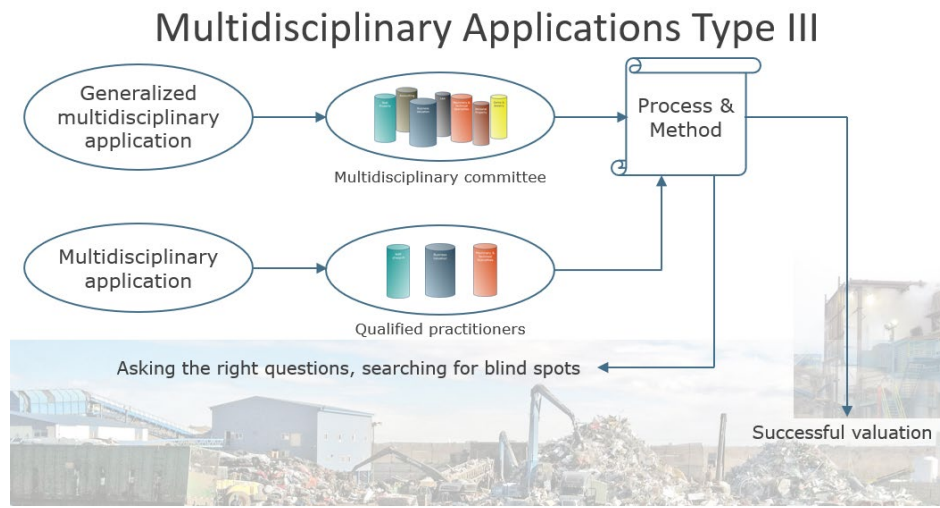 Multidisciplinary Applications Type III
Generalized
multidisciplinary
application
Multidisciplinary committee
Process &
Method
Multidisciplinary
application
Qualified practitioners
Asking the right questions, searching for blind spots
Successful valuation